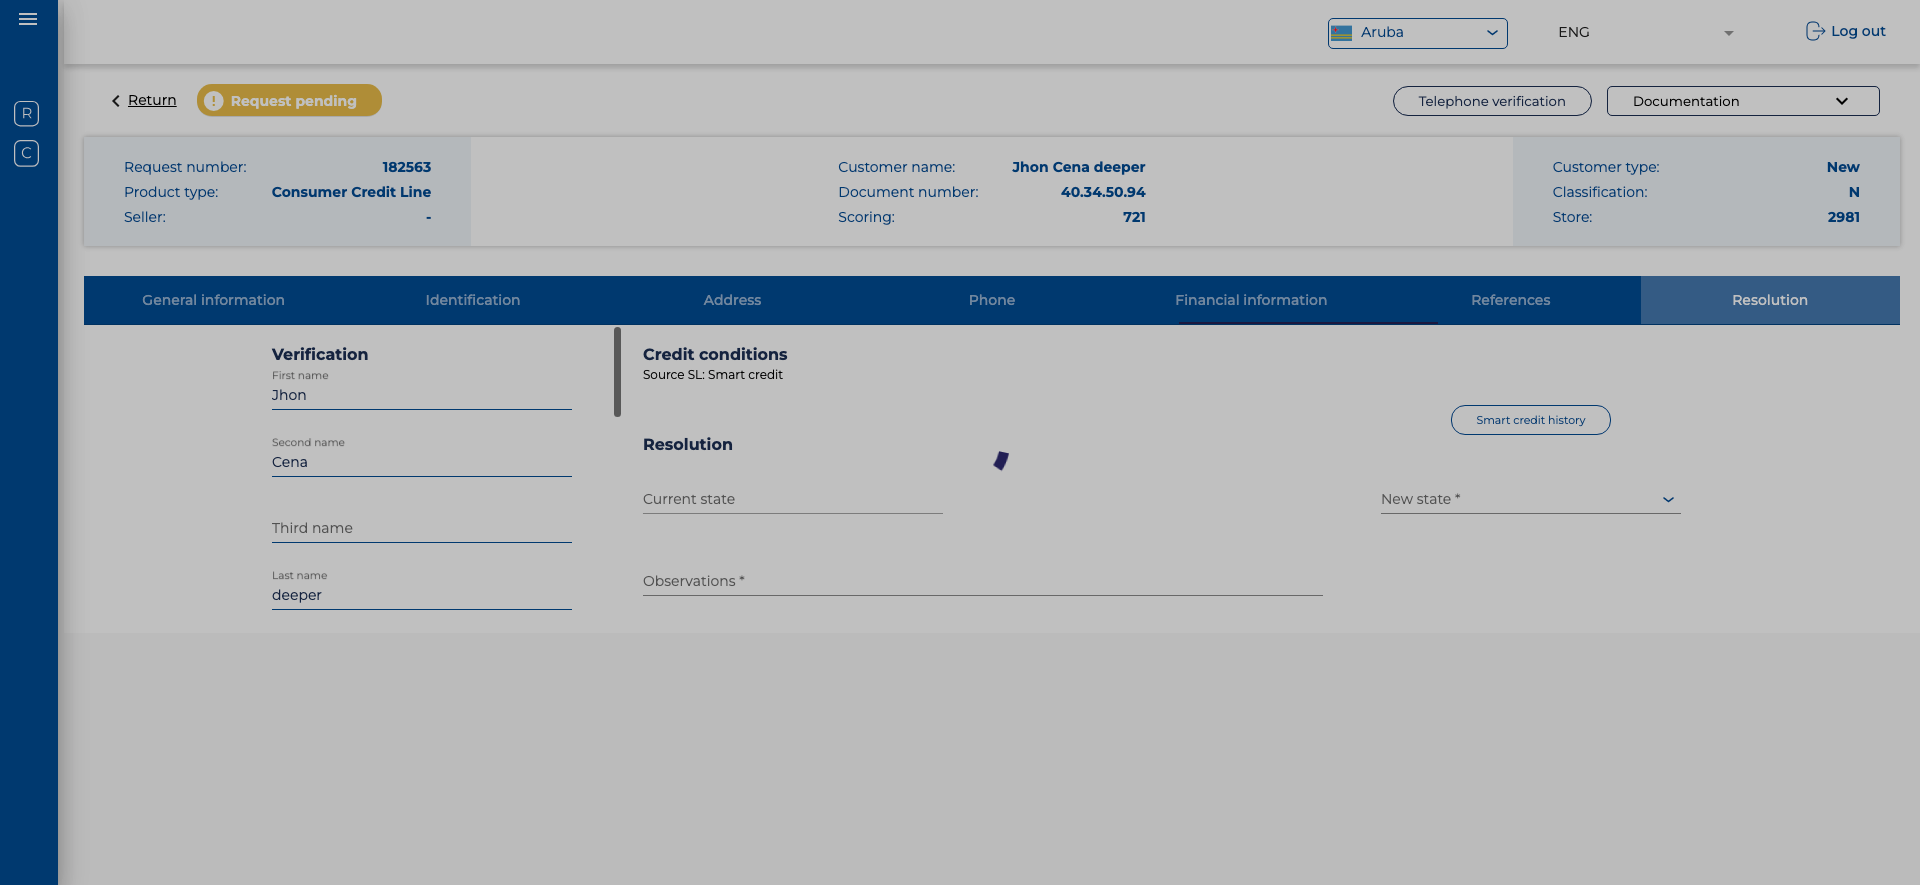 Aruba
ENG
Log out
R
C
Return
Request pending
Telephone verification
Documentation
Request number: 182563
Product type: Consumer Credit Line
Seller: -
Customer name: Jhon Cena deeper
Document number: 40.34.50.94
Scoring: 721
Customer type: New
Classification: N
Store: 2981
General information
Identification
Address
Phone
Financial information
References
Resolution
Verification
First name
Jhon
Second name
Cena
Third name
Last name
deeper
Credit conditions
Source SL: Smart credit
Smart credit history
Resolution
Current state
New state *
Observations *